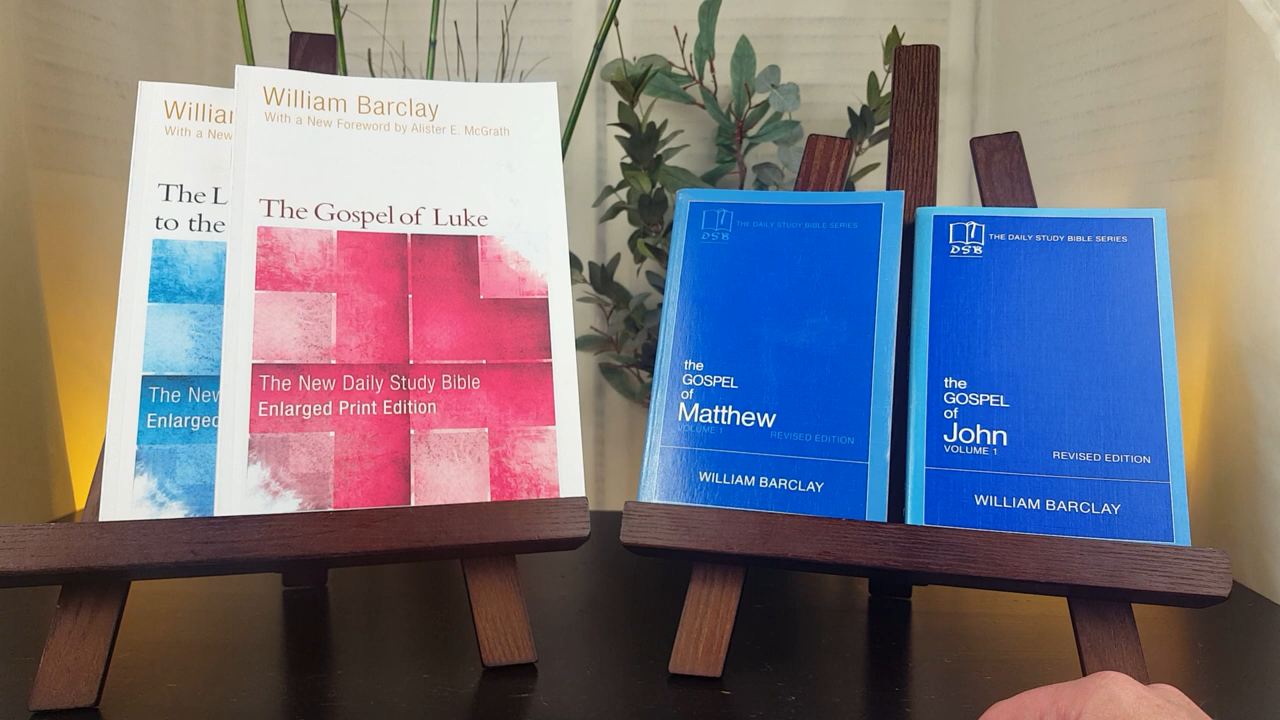 Willia
With a New
The L
to the
The New
Enlarged
William Barclay
With a New Foreword by Alister E. McGrath
The Gospel of Luke
The New Daily Study Bible
Enlarged Print Edition
DSB
THE DAILY STUDY BIBLE SERIES
the
GOSPEL
of
Matthew
VOLUME 1
REVISED EDITION
WILLIAM BARCLAY
DSB
THE DAILY STUDY BIBLE SERIES
the
GOSPEL
of
John
VOLUME 1
REVISED EDITION
WILLIAM BARCLAY